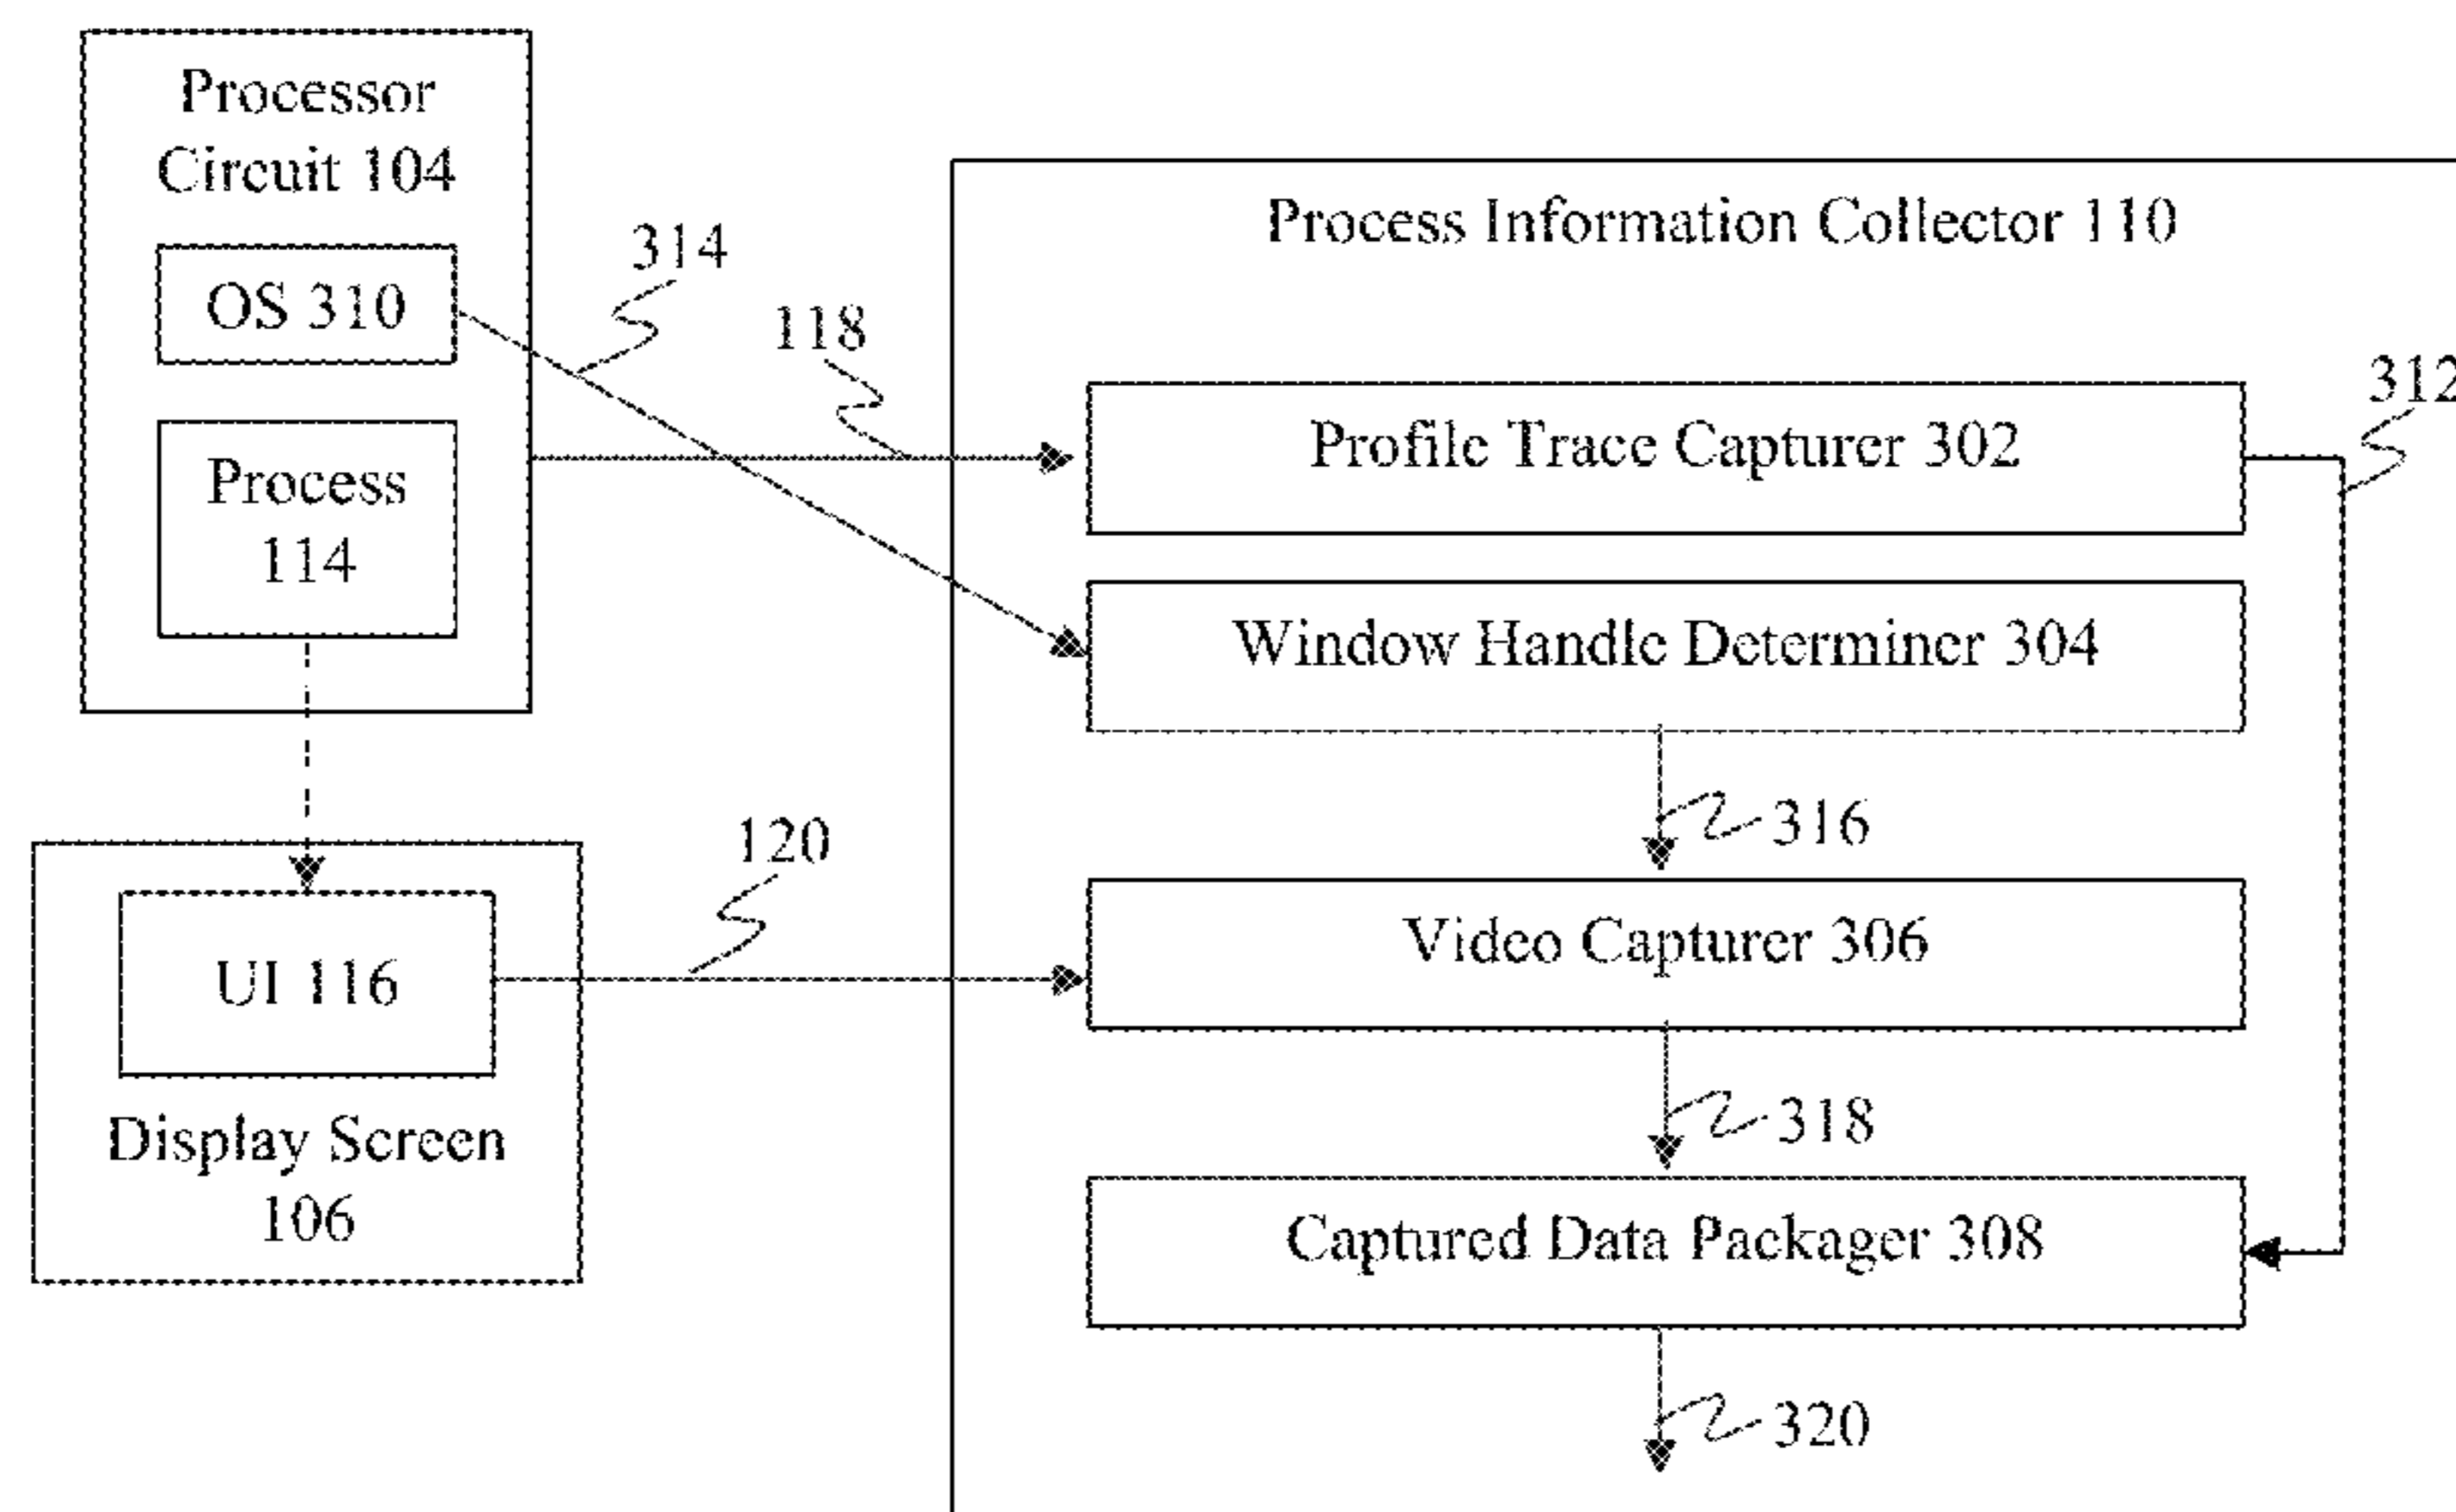 Processor
Circuit 104
OS 310
Process
114
314
118
Process Information Collector 110
Profile Trace Capturer 302
312
Window Handle Determiner 304
316
120
UI 116
Display Screen
106
Video Capturer 306
318
Captured Data Packager 308
320